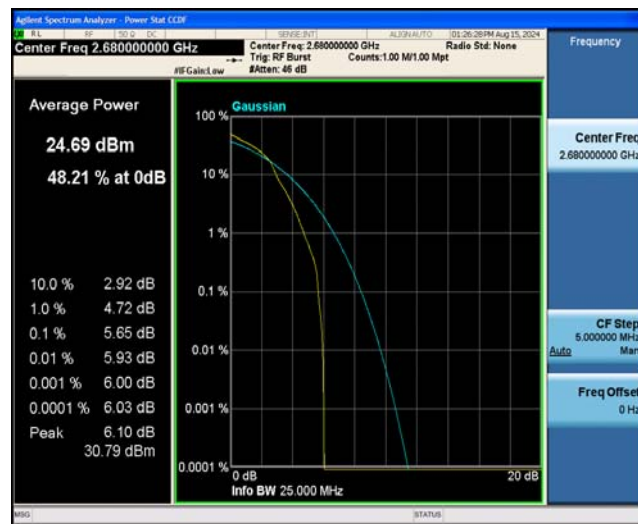 Agilent Spectrum Analyzer - Power Stat CCDF
RL RF 50 Ω DC SENSE:INT ALIGNAUTO 01:26:28PM Aug 15, 2024
Center Freq 2.680000000 GHz
Center Freq: 2.680000000 GHz Radio Std: None
Trig: RF Burst Counts:1.00 M/1.00 Mpt
#IFGain:Low #Atten: 46 dB
Frequency
Average Power
24.69 dBm
48.21 % at 0dB
10.0 % 2.92 dB
1.0 % 4.72 dB
0.1 % 5.65 dB
0.01 % 5.93 dB
0.001 % 6.00 dB
0.0001 % 6.03 dB
Peak 6.10 dB
30.79 dBm
Gaussian
100 %
10 %
1 %
0.1 %
0.01 %
0.001 %
0.0001 %
0 dB 20 dB
Info BW 25.000 MHz
Center Freq
2.680000000 GHz
CF Step
5.000000 MHz
Auto Man
Freq Offset
0 Hz
MSG STATUS